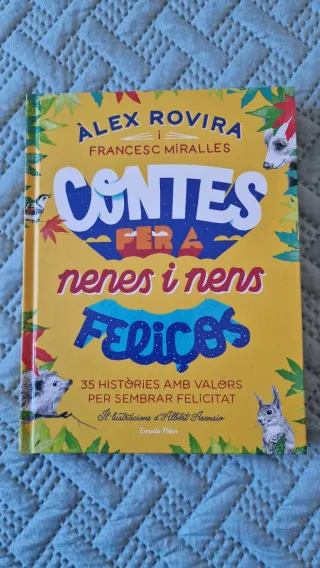 ÀLEX ROVIRA
i
FRANCESC MIRALLES
CONTES
PER A
nenes i nens
FELIÇOS
35 HISTÒRIES AMB VALORS
PER SEMBRAR FELICITAT
Il·lustracions d'Albert Asensio
Estrella Polar